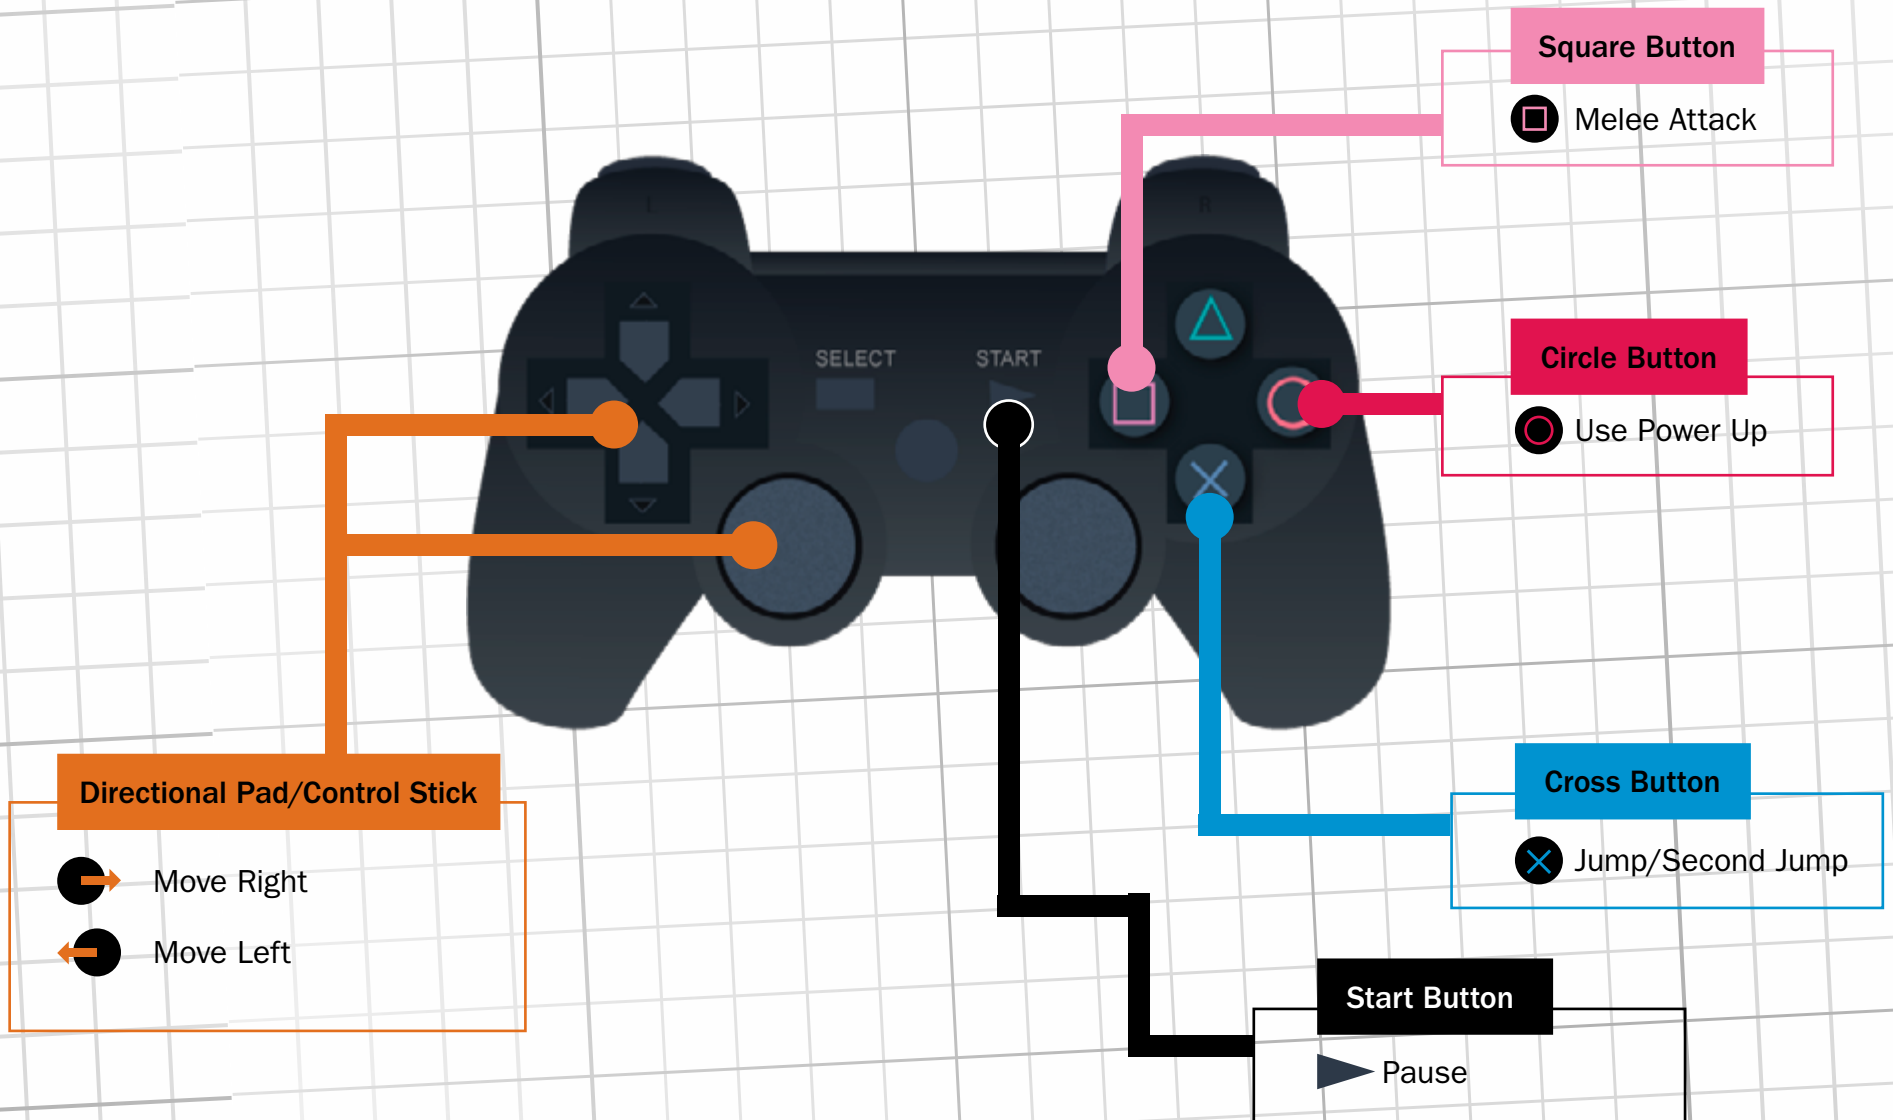 Square Button
Melee Attack
L
R
SELECT
START
Circle Button
Use Power Up
Directional Pad/Control Stick
Move Right
Move Left
Cross Button
Jump/Second Jump
Start Button
Pause